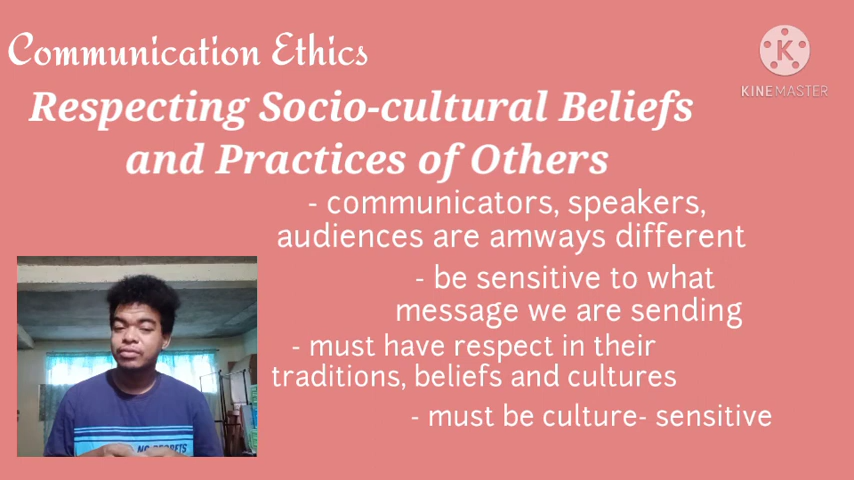 Communication Ethics
Respecting Socio-cultural Beliefs
and Practices of Others
KINEMASTER
- communicators, speakers,
audiences are amways different
- be sensitive to what
message we are sending
- must have respect in their
traditions, beliefs and cultures
- must be culture- sensitive
NO REGRETS